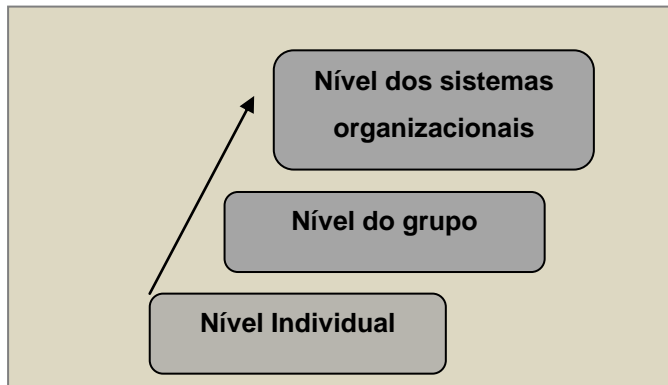 Nível dos sistemas
organizacionais
Nível do grupo
Nível Individual